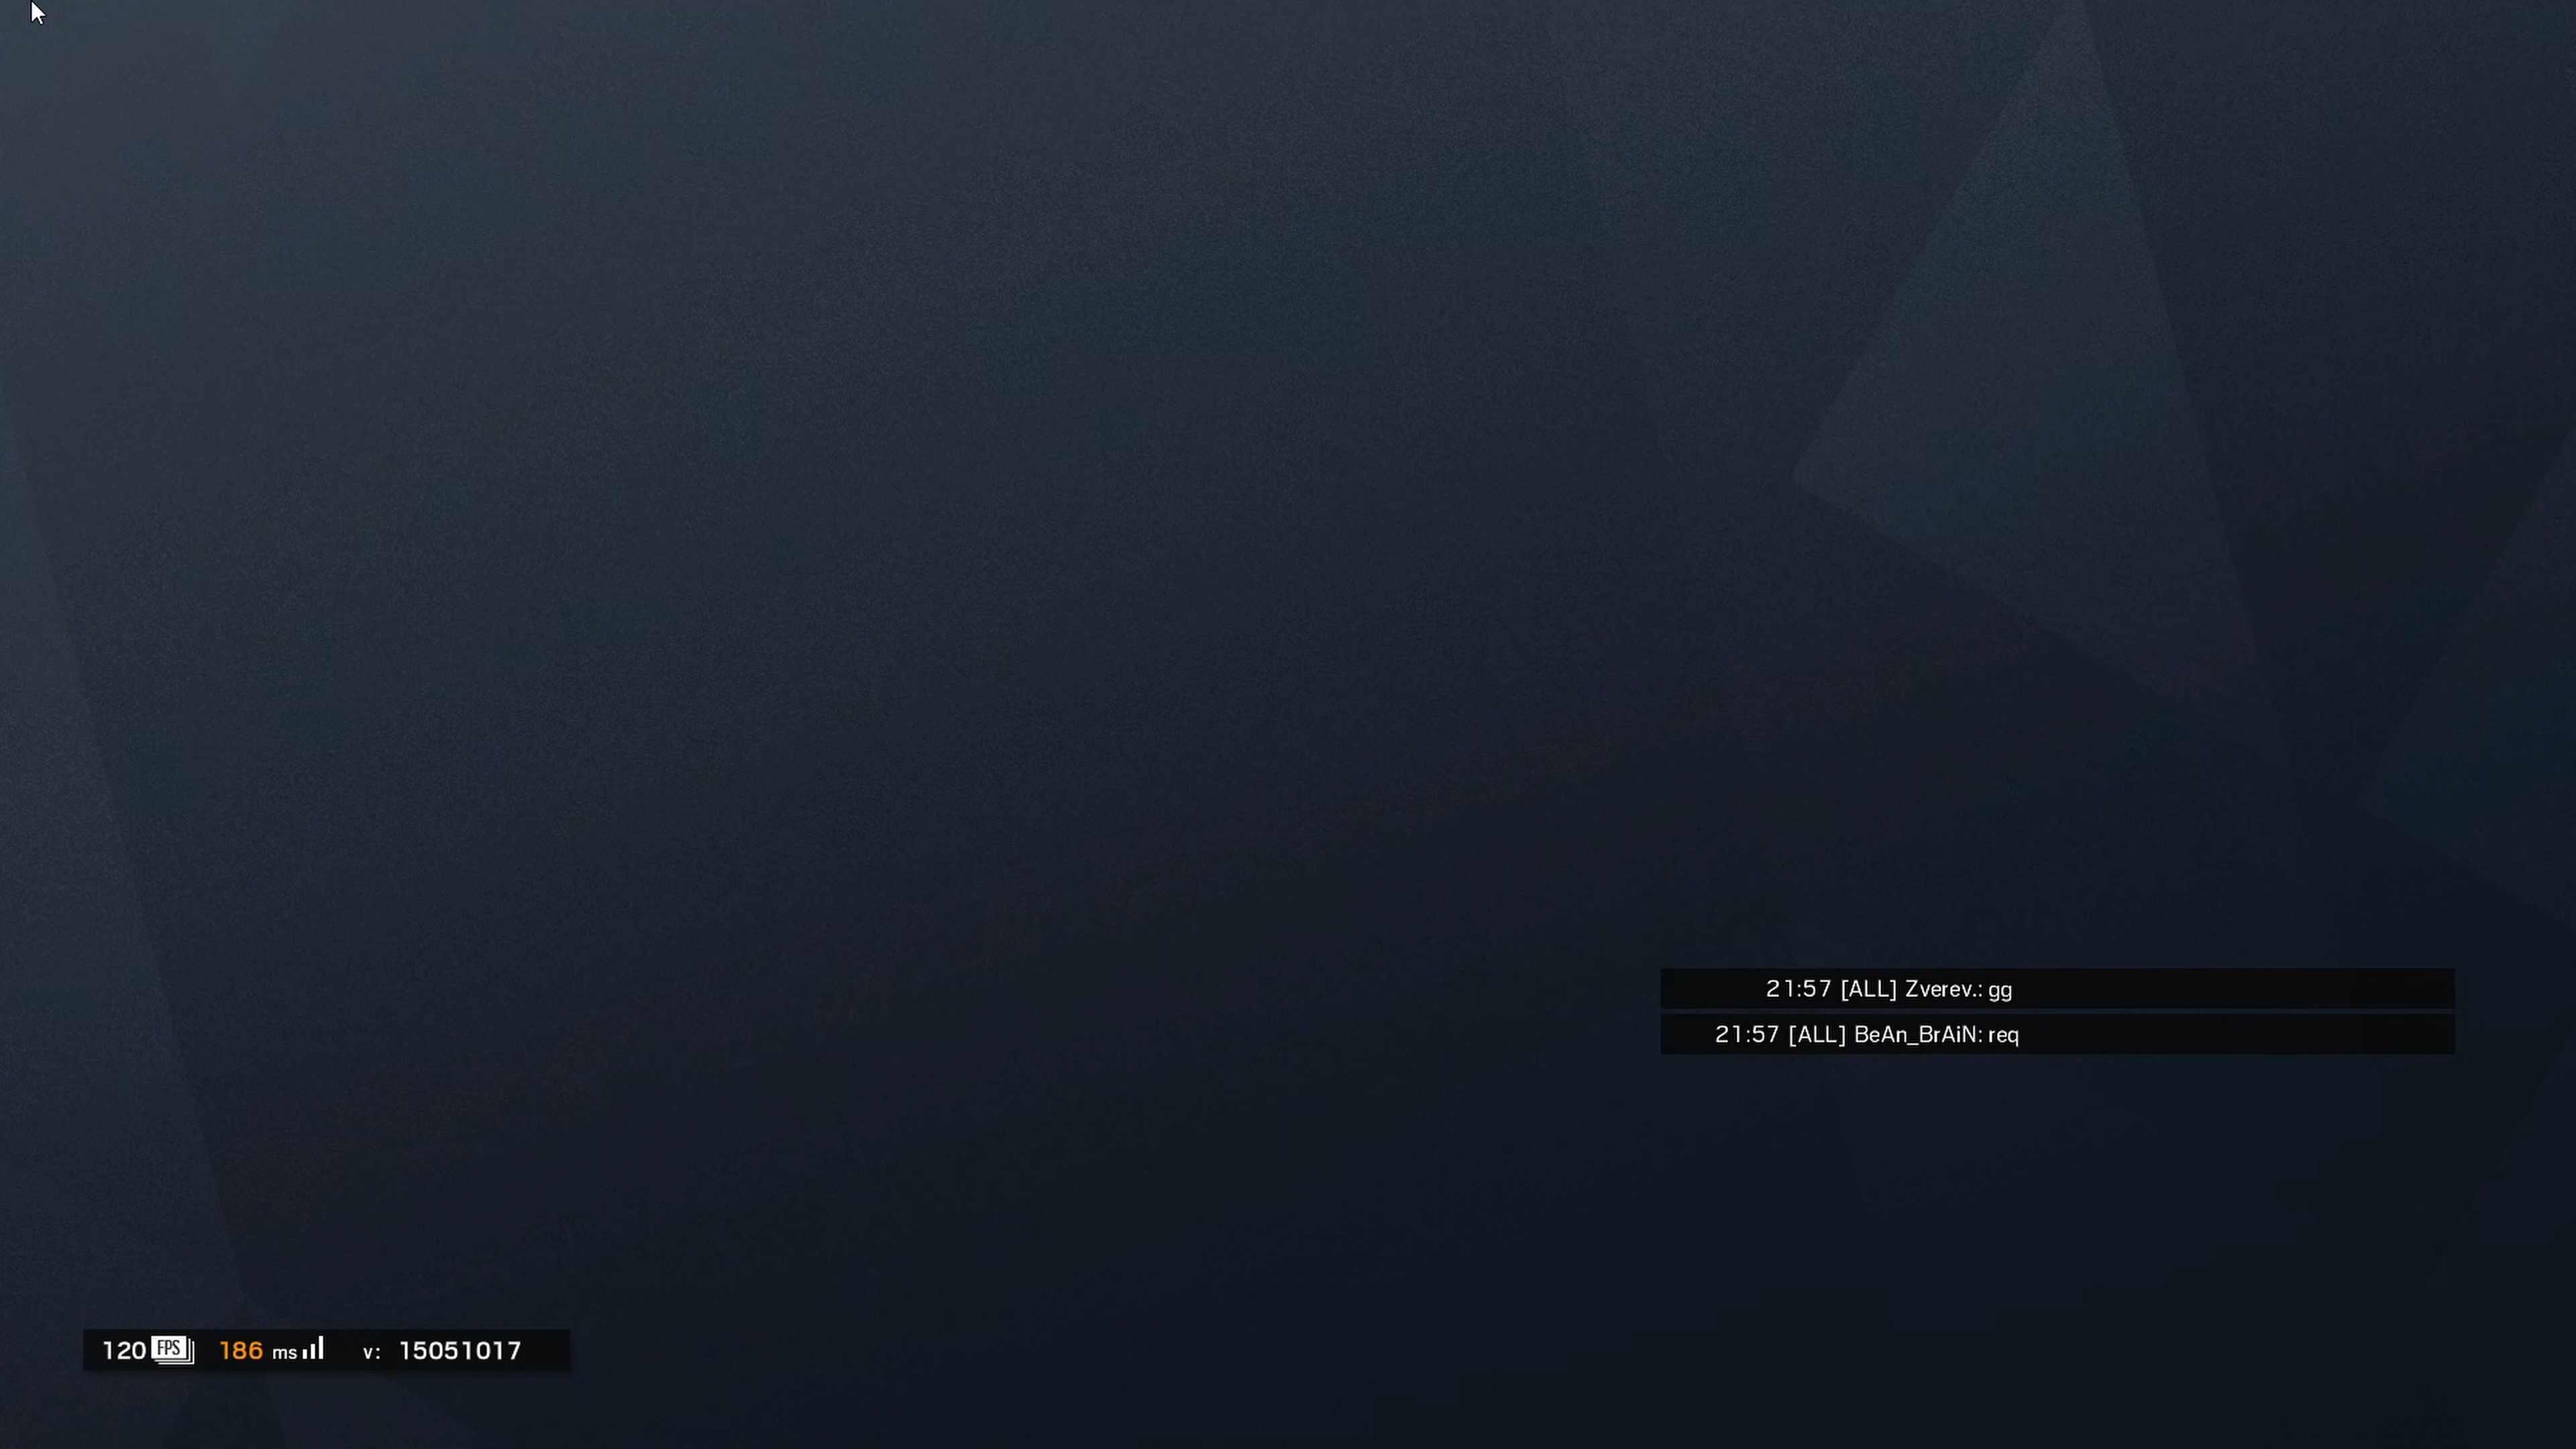 21:57 [ALL] Zverev.: gg
21:57 [ALL] BeAn_BrAiN: req
120 FPS 186 ms v: 15051017